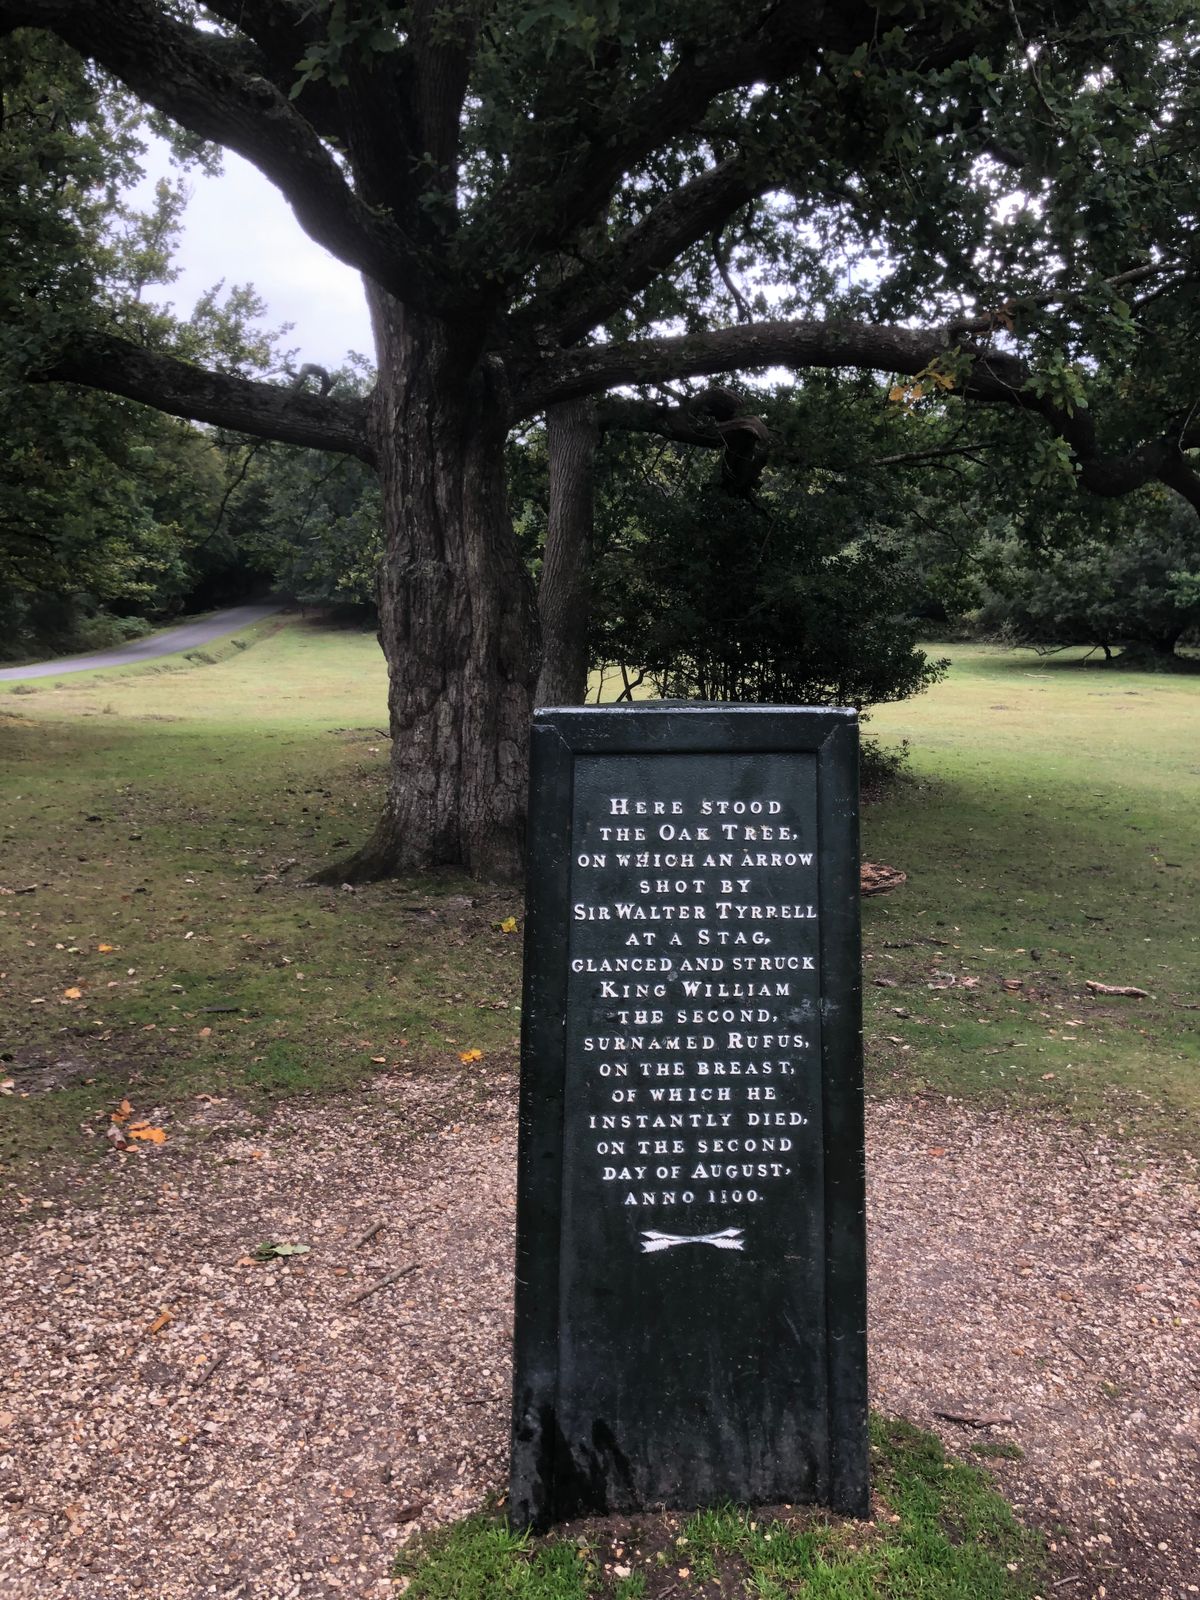 HERE STOOD
THE OAK TREE,
ON WHICH AN ARROW
SHOT BY
SIR WALTER TYRRELL
AT A STAG,
GLANCED AND STRUCK
KING WILLIAM
THE SECOND,
SURNAMED RUFUS,
ON THE BREAST,
OF WHICH HE
INSTANTLY DIED,
ON THE SECOND
DAY OF AUGUST,
ANNO 1100.